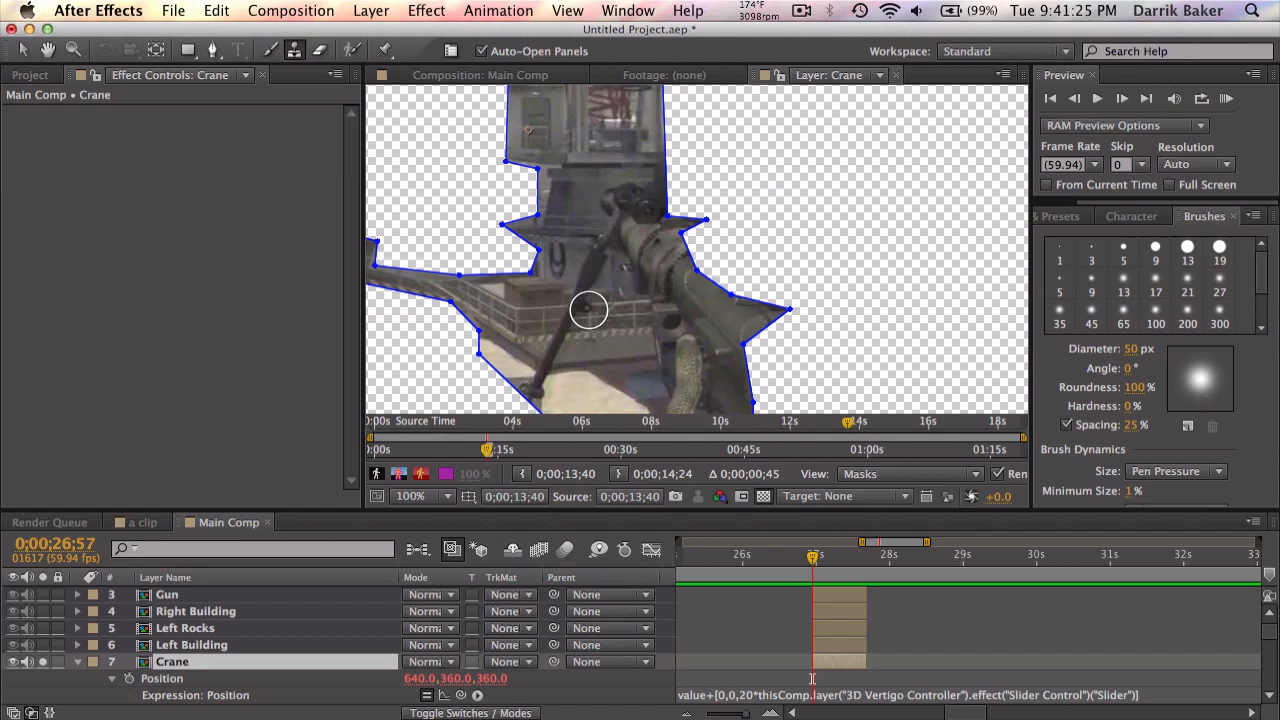 After Effects File Edit Composition Layer Effect Animation View Window Help 174°F 3098rpm (99%) Tue 9:41:25 PM Darrik Baker
Untitled Project.aep *
T Auto-Open Panels Workspace: Standard Search Help
Project Effect Controls: Crane Composition: Main Comp Footage: (none) Layer: Crane Preview
Main Comp • Crane
RAM Preview Options
Frame Rate Skip Resolution
(59.94) 0 Auto
From Current Time Full Screen
Presets Character Brushes
1 3 5 9 13 19
5 9 13 17 21 27
35 45 65 100 200 300
Diameter: 50 px
Angle: 0 °
Roundness: 100 %
Hardness: 0 %
Spacing: 25 %
Brush Dynamics
Size: Pen Pressure
Minimum Size: 1 %
0:00s Source Time 04s 06s 08s 10s 12s 14s 16s 18s
0:00s :15s 00:30s 00:45s 01:00s 01:15s
100 % 0;00;13;40 0;00;14;24 Δ 0;00;00;45 View: Masks Ren
100% 0;00;13;40 Source: 0;00;13;40 Target: None +0.0
Render Queue a clip Main Comp
0;00;26;57
01617 (59.94 fps)
26s 27s 28s 29s 30s 31s 32s 33
# Layer Name Mode T TrkMat Parent
3 Gun Norma None None
4 Right Building Norma None None
5 Left Rocks Norma None None
6 Left Building Norma None None
7 Crane Norma None None
Position 640.0,360.0,360.0
Expression: Position value+[0,0,20*thisComp.layer("3D Vertigo Controller").effect("Slider Control")("Slider")]
Toggle Switches / Modes